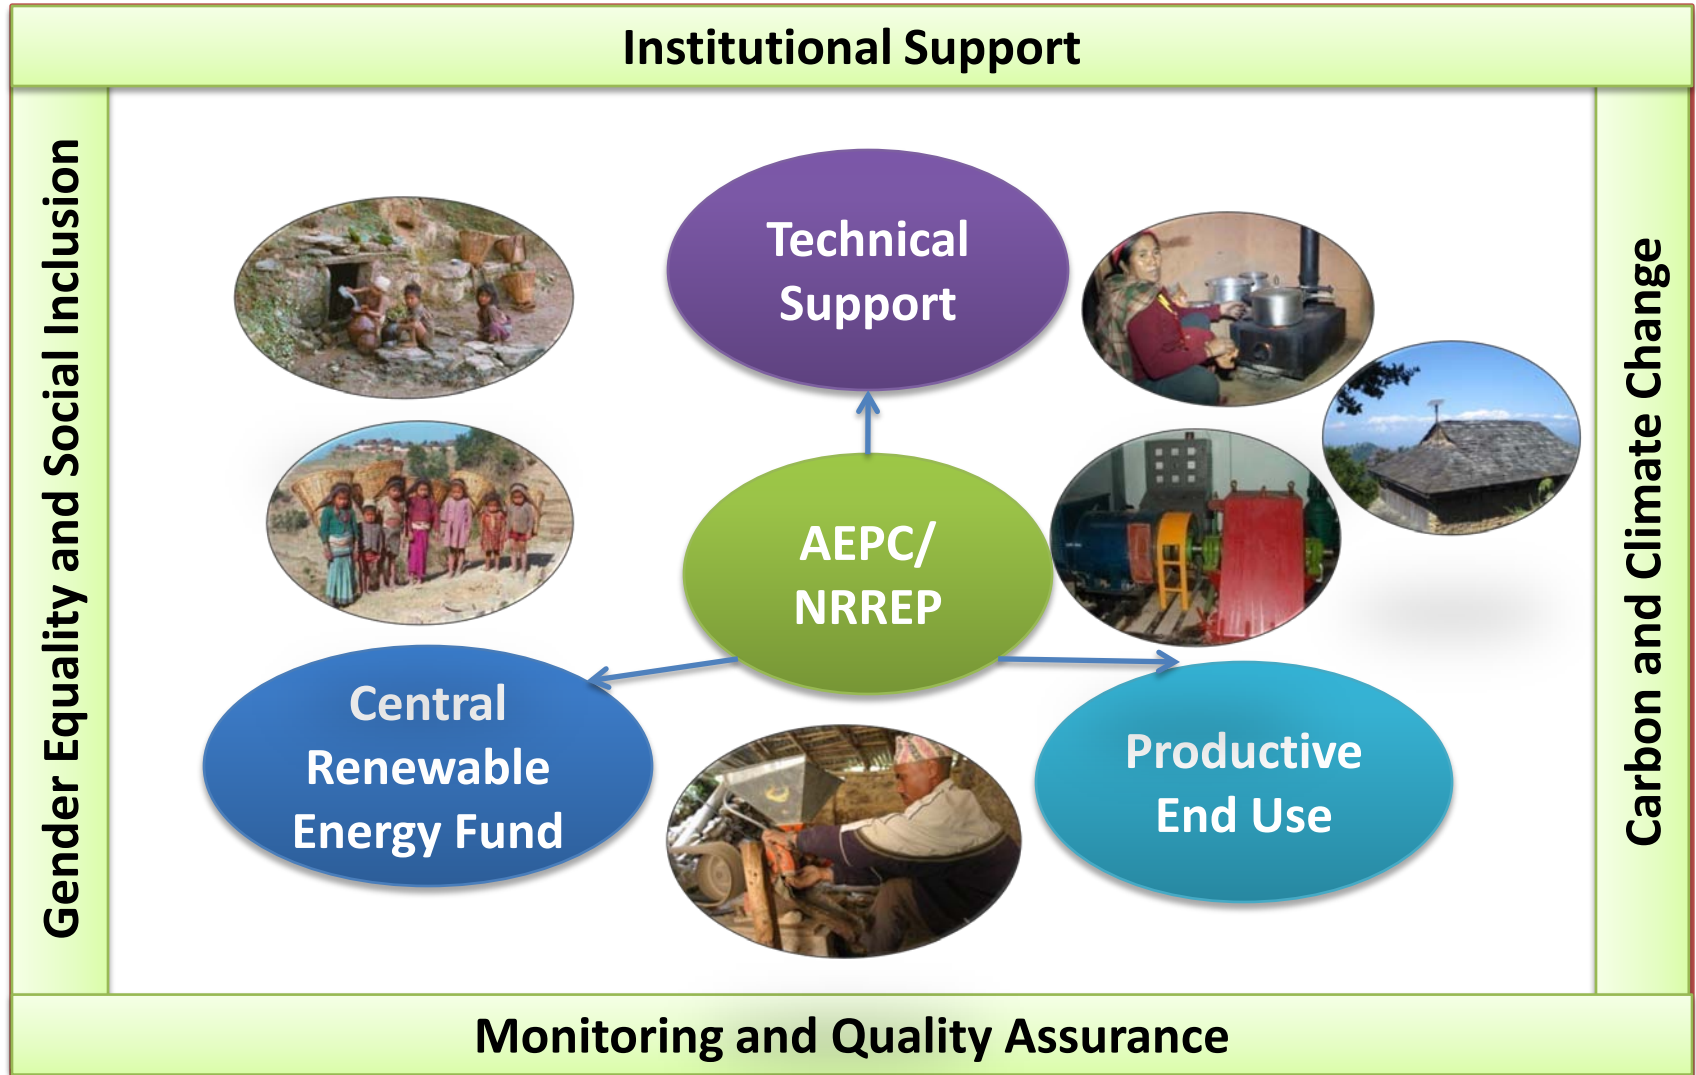 Institutional Support
Gender Equality and Social Inclusion
Technical
Support
AEPC/
NRREP
Central
Renewable
Energy Fund
Productive
End Use
Carbon and Climate Change
Monitoring and Quality Assurance